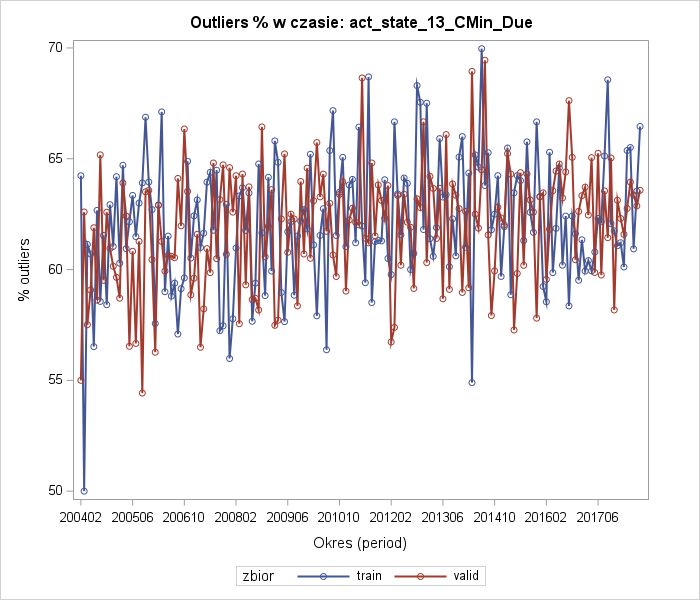 Outliers % w czasie: act_state_13_CMin_Due
70
65
60
55
50
% outliers
200402 200506 200610 200802 200906 201010 201202 201306 201410 201602 201706
Okres (period)
zbior train valid